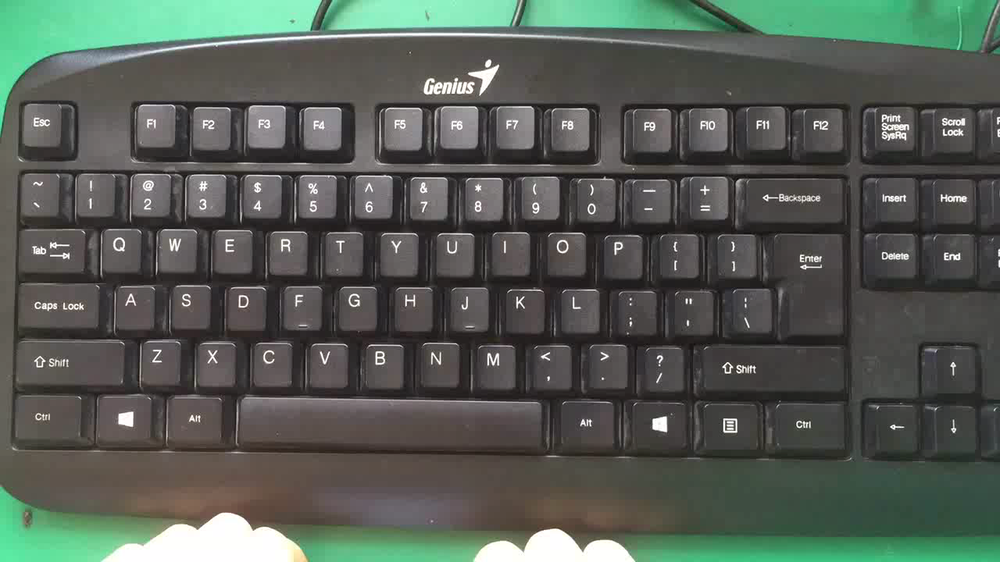 Genius
Esc F1 F2 F3 F4 F5 F6 F7 F8 F9 F10 F11 F12 Print Screen SysRq Scroll Lock
~ ` ! 1 @ 2 # 3 $ 4 % 5 ^ 6 & 7 * 8 ( 9 ) 0 — - + = ←Backspace Insert Home
Tab Q W E R T Y U I O P { [ } ] Enter Delete End
Caps Lock A S D F G H J K L : ; " ' ¦ \
⇧ Shift Z X C V B N M < , > . ? / ⇧ Shift ↑
Ctrl Alt Alt Ctrl ← ↓